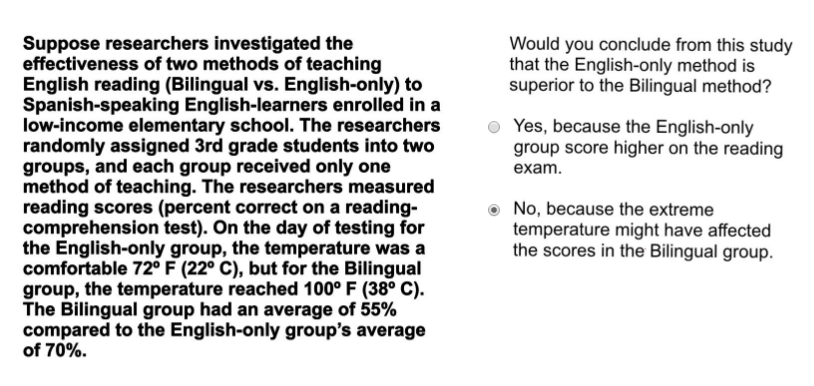 Suppose researchers investigated the
effectiveness of two methods of teaching
English reading (Bilingual vs. English-only) to
Spanish-speaking English-learners enrolled in a
low-income elementary school. The researchers
randomly assigned 3rd grade students into two
groups, and each group received only one
method of teaching. The researchers measured
reading scores (percent correct on a reading-
comprehension test). On the day of testing for
the English-only group, the temperature was a
comfortable 72º F (22º C), but for the Bilingual
group, the temperature reached 100º F (38º C).
The Bilingual group had an average of 55%
compared to the English-only group's average
of 70%.
Would you conclude from this study
that the English-only method is
superior to the Bilingual method?
Yes, because the English-only
group score higher on the reading
exam.
No, because the extreme
temperature might have affected
the scores in the Bilingual group.